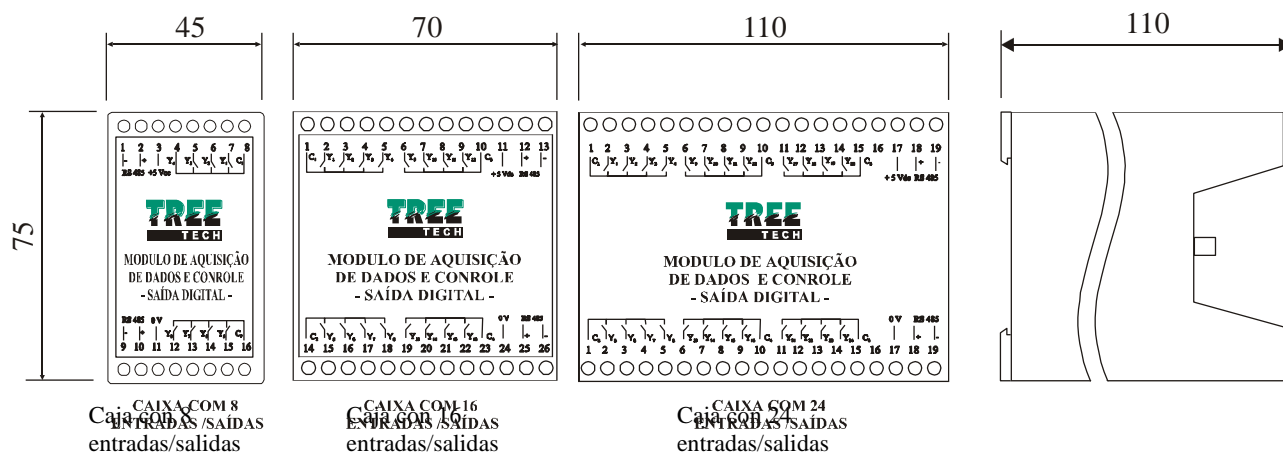 45
70
110
110
75
1 2 3 4 5 6 7 8
- + Y₄ Y₃ Y₂ Y₁ C₁
RS 485 +5 Vcc
TREE
TECH
MODULO DE AQUISIÇÃO
DE DADOS E CONROLE
- SAÍDA DIGITAL -
RS 485 0 V
- +
9 10 11 12 13 14 15 16
1 2 3 4 5 6 7 8 9 10 11 12 13
+ -
+5 Vdc RS 485
TREE
TECH
MODULO DE AQUISIÇÃO
DE DADOS E CONROLE
- SAÍDA DIGITAL -
0 V RS 485
+ -
14 15 16 17 18 19 20 21 22 23 24 25 26
1 2 3 4 5 6 7 8 9 10 11 12 13 14 15 16 17 18 19
+ -
+5 Vdc RS 485
TREE
TECH
MODULO DE AQUISIÇÃO
DE DADOS E CONROLE
- SAÍDA DIGITAL -
0 V RS 485
+ -
1 2 3 4 5 6 7 8 9 10 11 12 13 14 15 16 17 18 19
CAIXA COM 8
ENTRADAS /SAÍDAS
Caja con 8
entradas/salidas
CAIXA COM 16
ENTRADAS /SAÍDAS
Caja con 16
entradas/salidas
CAIXA COM 24
ENTRADAS /SAÍDAS
Caja con 24
entradas/salidas